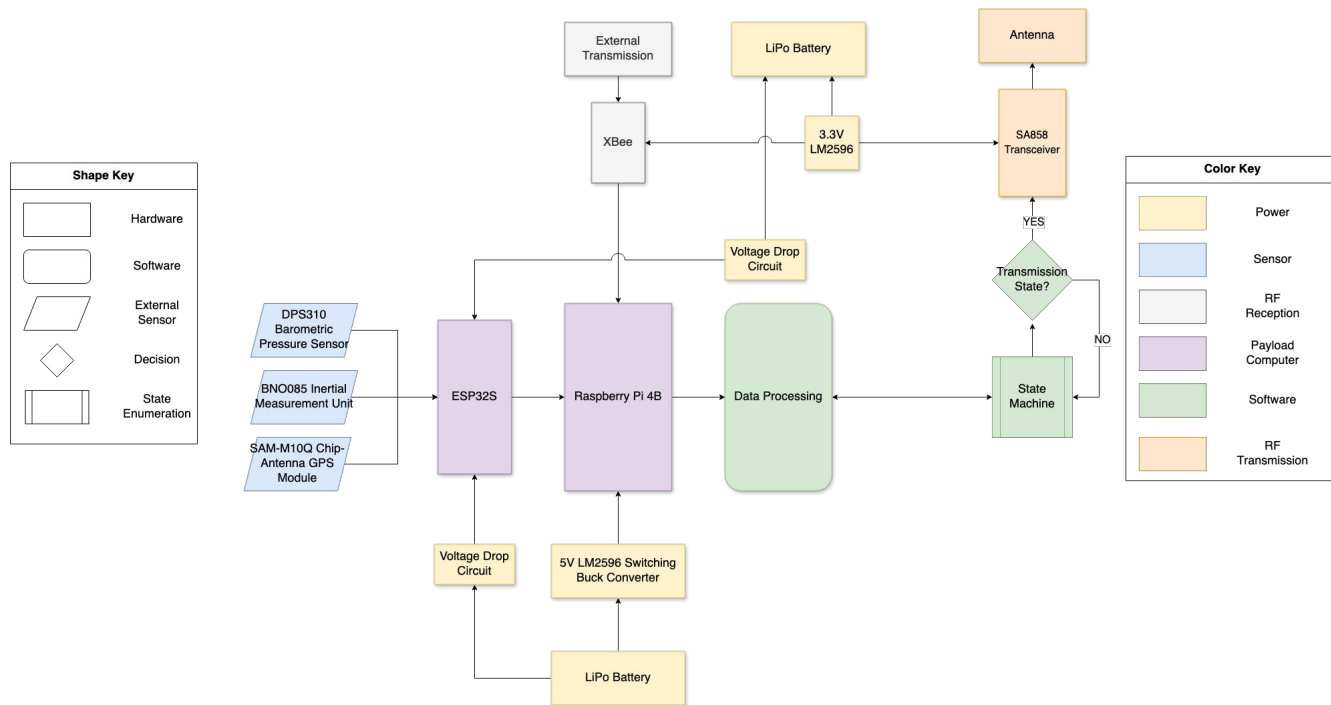 External
Transmission
LiPo Battery
Antenna
XBee
3.3V
LM2596
SA858
Transceiver
Shape Key
Hardware
Software
External
Sensor
Decision
State
Enumeration
Color Key
Power
Sensor
RF
Reception
Payload
Computer
Software
RF
Transmission
YES
Voltage Drop
Circuit
Transmission
State?
NO
DPS310
Barometric
Pressure Sensor
BNO085 Inertial
Measurement Unit
SAM-M10Q Chip-
Antenna GPS
Module
ESP32S
Raspberry Pi 4B
Data Processing
State
Machine
Voltage Drop
Circuit
5V LM2596 Switching
Buck Converter
LiPo Battery